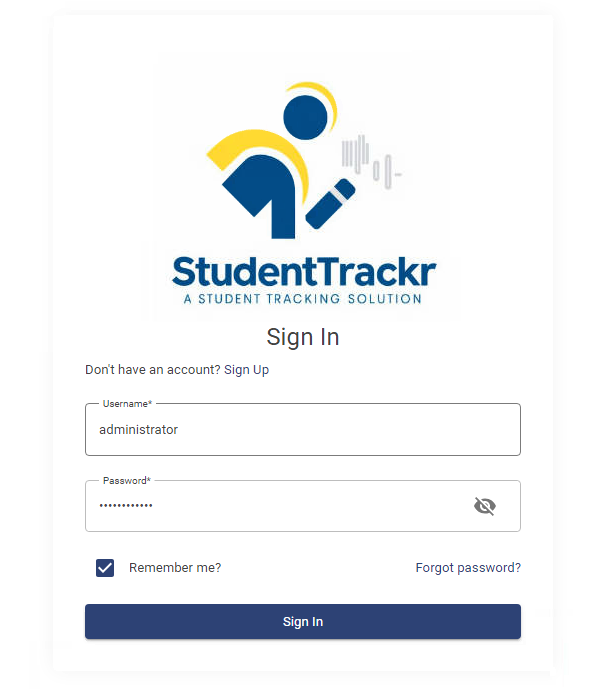 StudentTrackr
A STUDENT TRACKING SOLUTION
Sign In
Don't have an account? Sign Up
Username*
administrator
Password*
••••••••••••
Remember me?
Forgot password?
Sign In